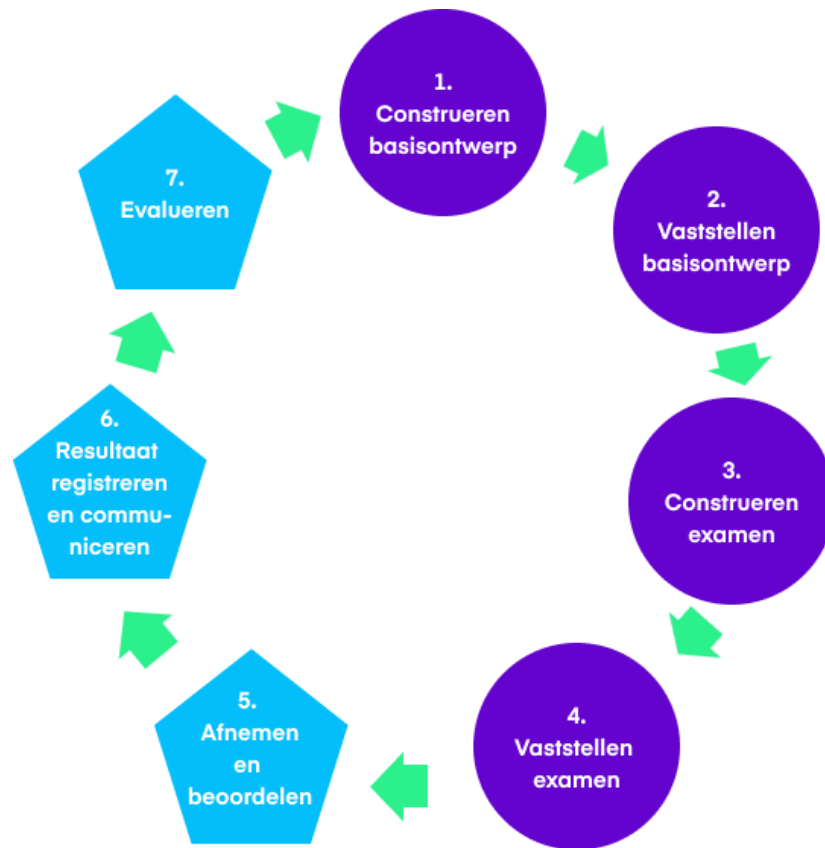 1.
Construeren
basisontwerp
2.
Vaststellen
basisontwerp
3.
Construeren
examen
4.
Vaststellen
examen
5.
Afnemen
en
beoordelen
6.
Resultaat
registreren
en commu-
niceren
7.
Evalueren